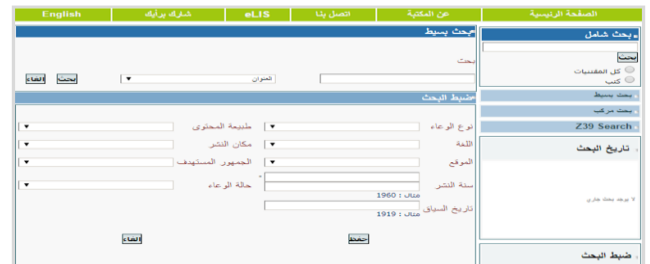 الصفحة الرئيسية عن المكتبة اتصل بنا eLIS شارك برأيك English
بحث شامل
بحث
كل المقتنيات
كتب
بحث بسيط
بحث مركب
Z39 Search
تاريخ البحث
لا يوجد بحث جاري
ضبط البحث
بحث بسيط
بحث
العنوان
بحث الغاء
ضبط البحث
نوع الوعاء طبيعة المحتوى
اللغة مكان النشر
الموقع الجمهور المستهدف
سنة النشر * حالة الوعاء
مثال : 1960
تاريخ السياق
مثال : 1919
حفظ الغاء